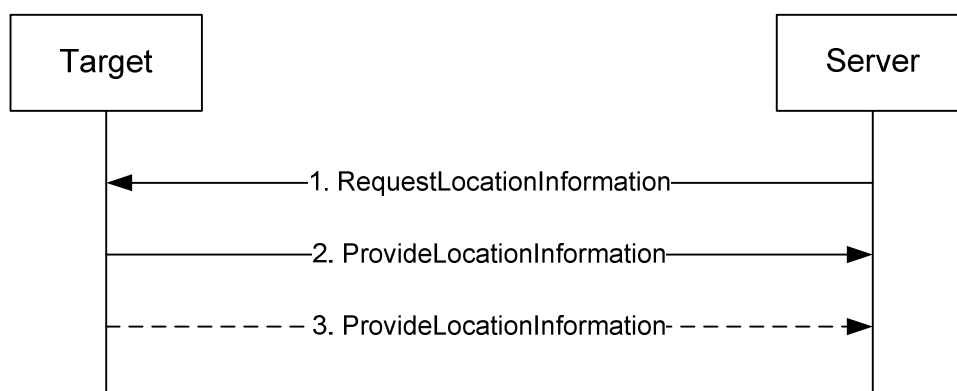 Target
Server
1. RequestLocationInformation
2. ProvideLocationInformation
3. ProvideLocationInformation